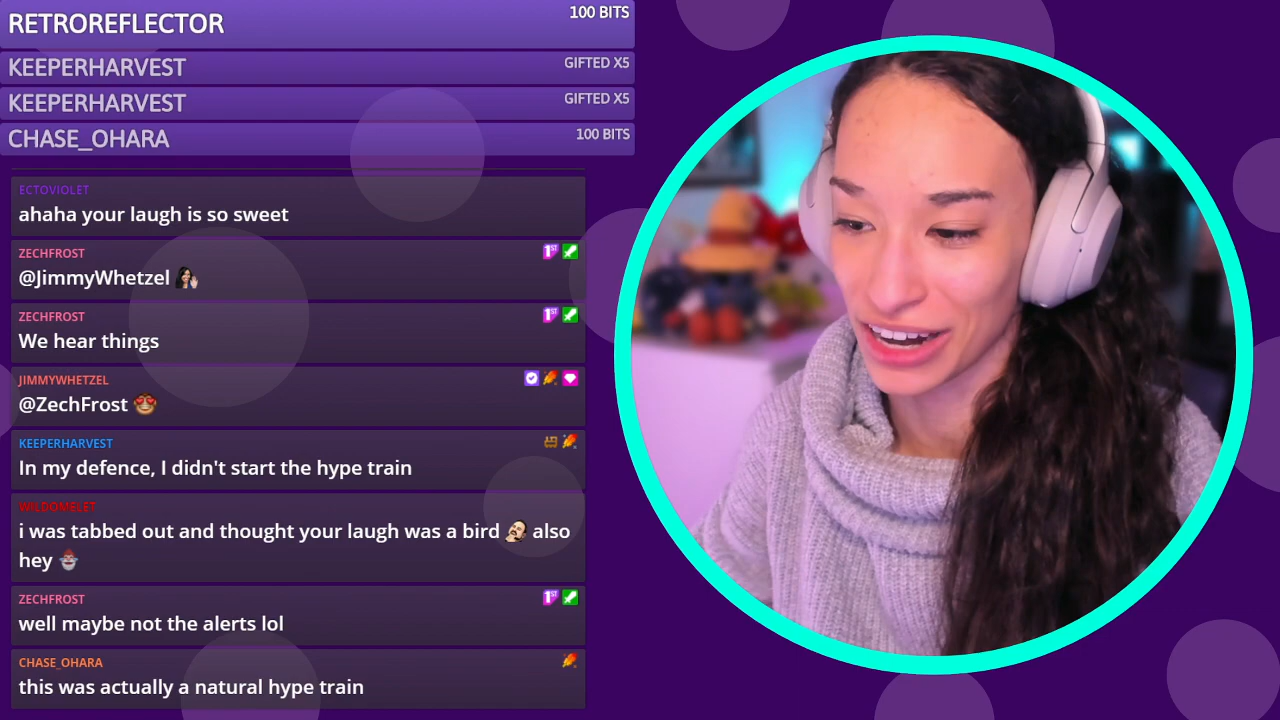 RETROREFLECTOR 100 BITS
KEEPERHARVEST GIFTED X5
KEEPERHARVEST GIFTED X5
CHASE_OHARA 100 BITS
ECTOVIOLET
ahaha your laugh is so sweet
ZECHFROST 1ST
@JimmyWhetzel
ZECHFROST 1ST
We hear things
JIMMYWHETZEL
@ZechFrost
KEEPERHARVEST
In my defence, I didn't start the hype train
WILDOMELET
i was tabbed out and thought your laugh was a bird also
hey
ZECHFROST 1ST
well maybe not the alerts lol
CHASE_OHARA
this was actually a natural hype train